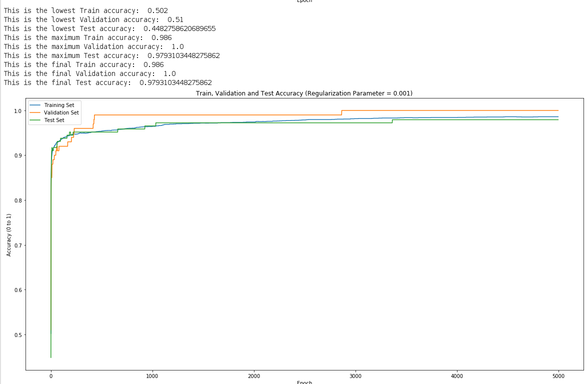 Epoch
This is the lowest Train accuracy: 0.502
This is the lowest Validation accuracy: 0.51
This is the lowest Test accuracy: 0.4482758620689655
This is the maximum Train accuracy: 0.986
This is the maximum Validation accuracy: 1.0
This is the maximum Test accuracy: 0.9793103448275862
This is the final Train accuracy: 0.986
This is the final Validation accuracy: 1.0
This is the final Test accuracy: 0.9793103448275862
Train, Validation and Test Accuracy (Regularization Parameter = 0.001)
Training Set
Validation Set
Test Set
Accuracy (0 to 1)
1.0
0.9
0.8
0.7
0.6
0.5
0 1000 2000 3000 4000 5000
Epoch